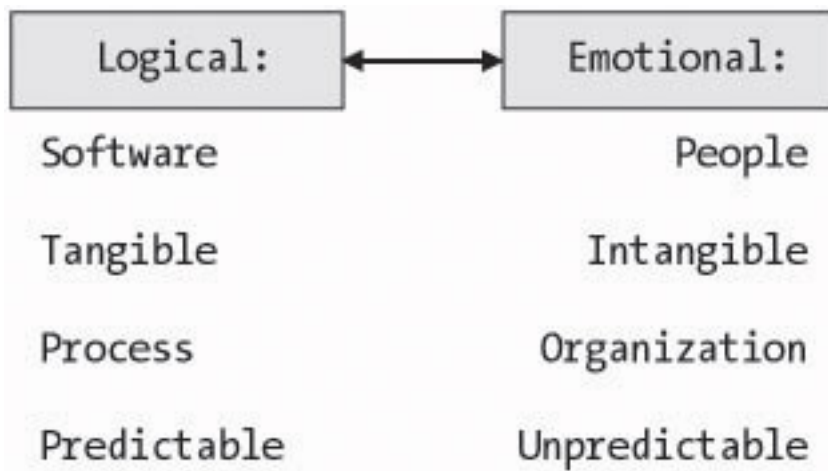 Logical: Emotional:
Software People
Tangible Intangible
Process Organization
Predictable Unpredictable